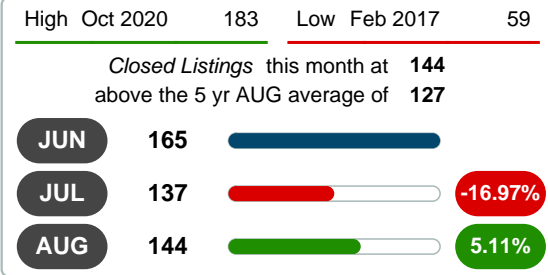 High Oct 2020 183 Low Feb 2017 59
Closed Listings this month at 144
above the 5 yr AUG average of 127
JUN 165
JUL 137 -16.97%
AUG 144 5.11%